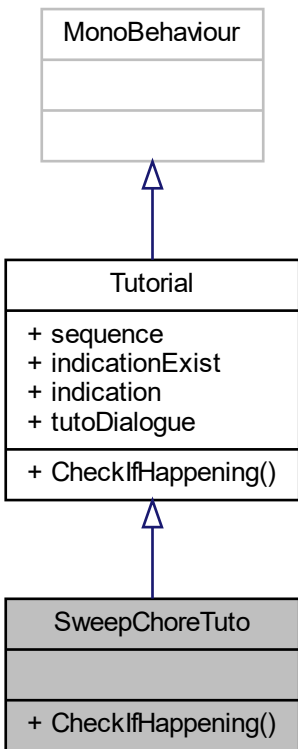 MonoBehaviour
Tutorial
+ sequence
+ indicationExist
+ indication
+ tutoDialogue
+ CheckIfHappening()
SweepChoreTuto
+ CheckIfHappening()